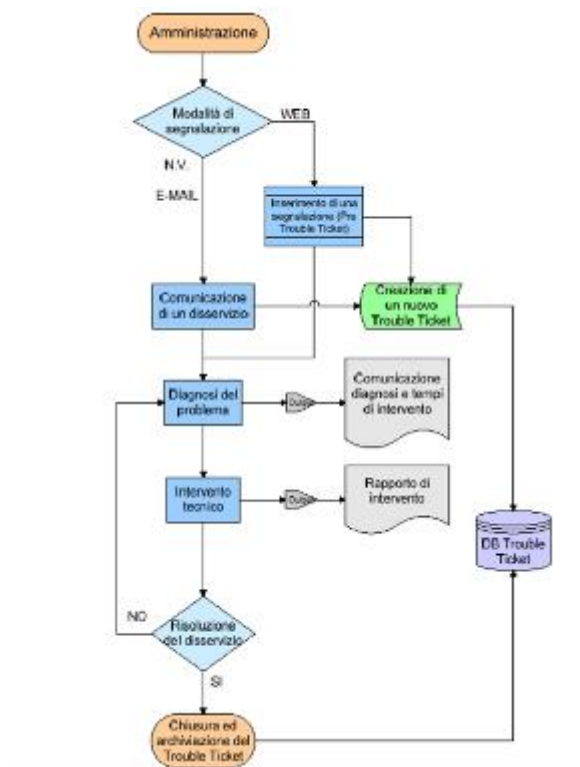 Amministrazione
Modalità di
segnalazione
WEB
N.V.
E-MAIL
Inserimento di una
segnalazione (Pre
Trouble Ticket)
Comunicazione
di un disservizio
Creazione di
un nuovo
Trouble Ticket
Diagnosi del
problema
Output
Comunicazione
diagnosi e tempi
di intervento
Intervento
tecnico
Output
Rapporto di
intervento
DB Trouble
Ticket
NO
Risoluzione
del disservizio
SI
Chiusura ed
archiviazione del
Trouble Ticket